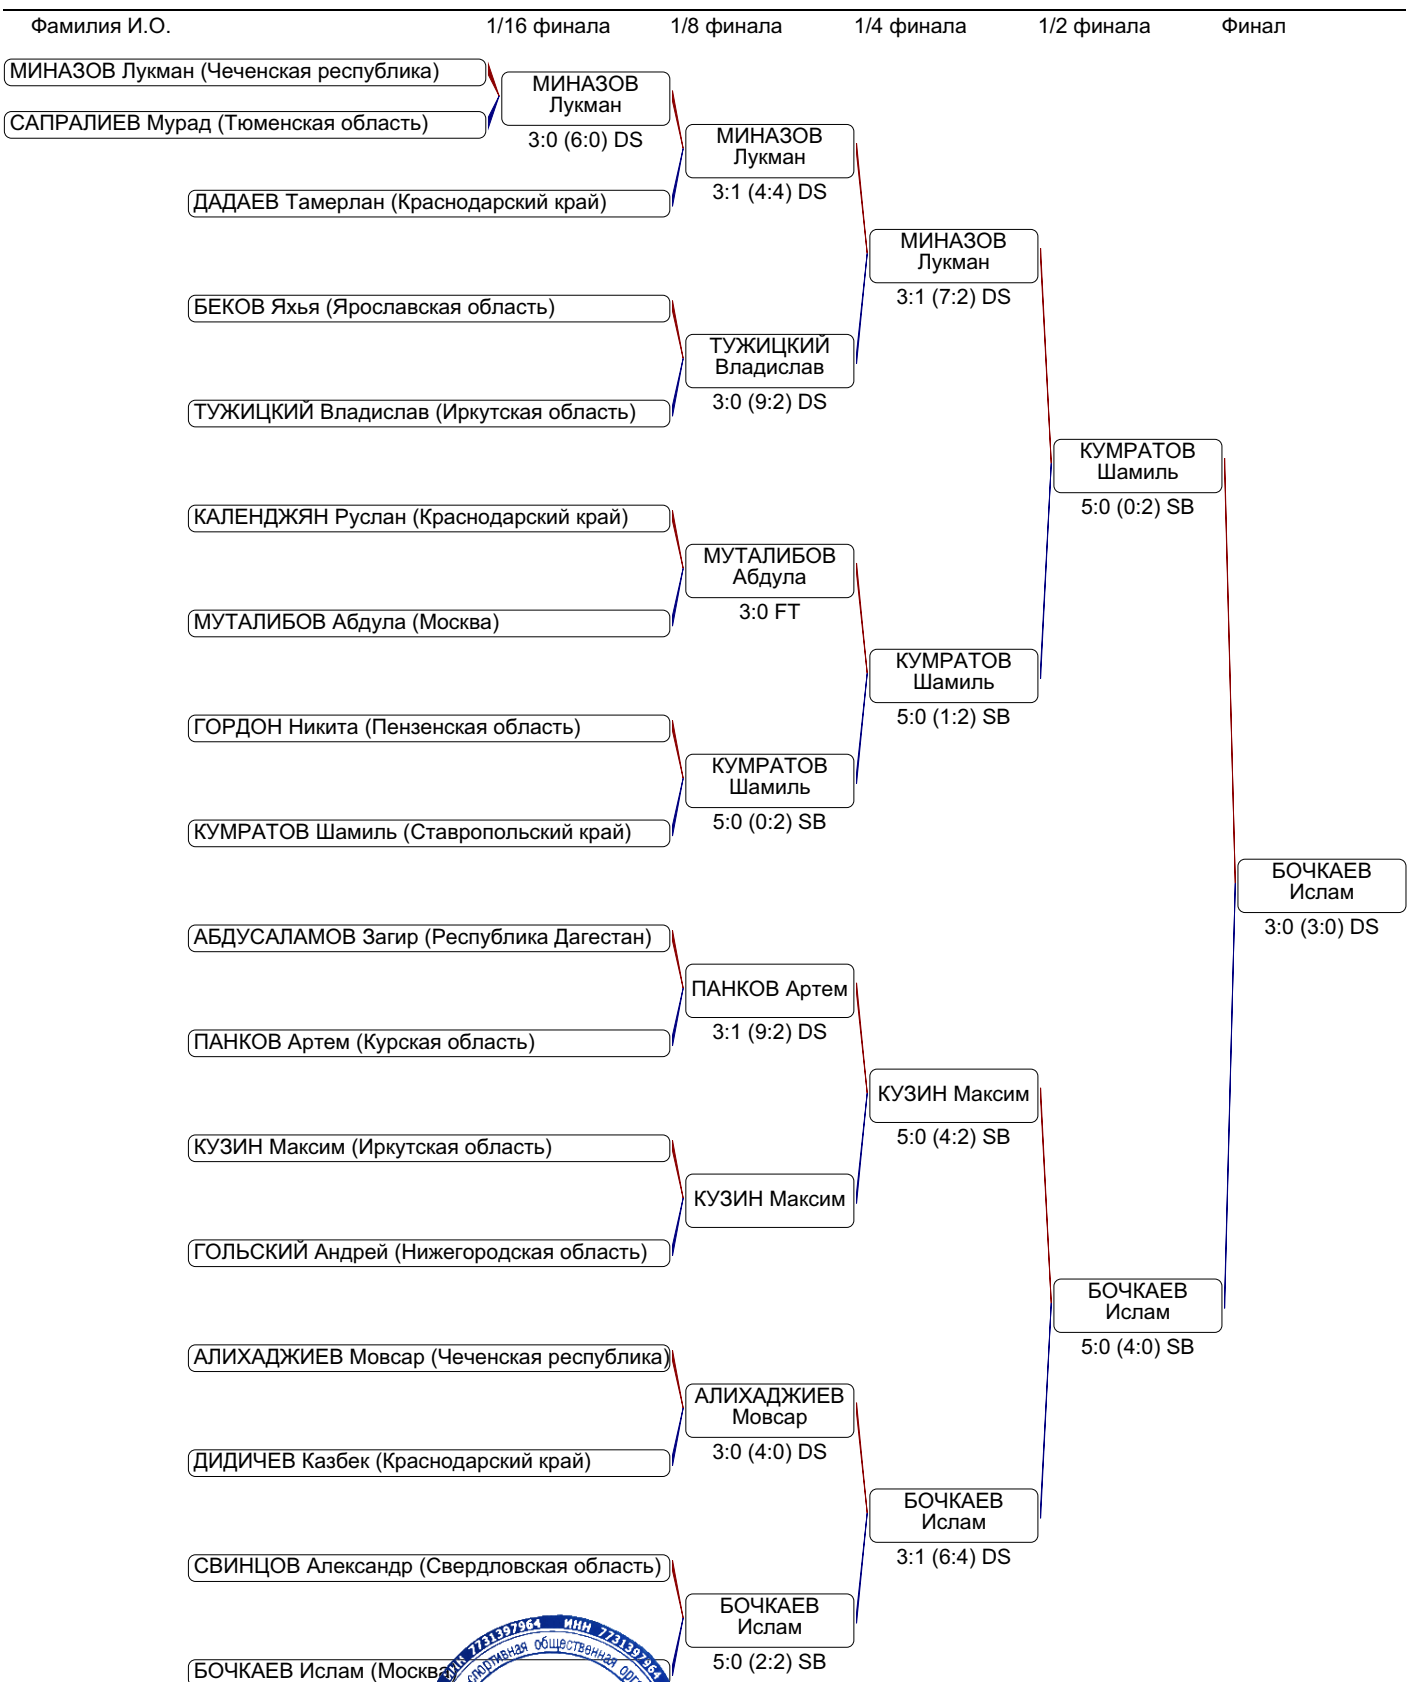 Фамилия И.О. 1/16 финала 1/8 финала 1/4 финала 1/2 финала Финал
МИНАЗОВ Лукман (Чеченская республика)
САПРАЛИЕВ Мурад (Тюменская область)
МИНАЗОВ
Лукман
3:0 (6:0) DS
ДАДАЕВ Тамерлан (Краснодарский край)
МИНАЗОВ
Лукман
3:1 (4:4) DS
БЕКОВ Яхья (Ярославская область)
ТУЖИЦКИЙ Владислав (Иркутская область)
ТУЖИЦКИЙ
Владислав
3:0 (9:2) DS
МИНАЗОВ
Лукман
3:1 (7:2) DS
КАЛЕНДЖЯН Руслан (Краснодарский край)
МУТАЛИБОВ Абдула (Москва)
МУТАЛИБОВ
Абдула
3:0 FT
ГОРДОН Никита (Пензенская область)
КУМРАТОВ Шамиль (Ставропольский край)
КУМРАТОВ
Шамиль
5:0 (0:2) SB
КУМРАТОВ
Шамиль
5:0 (1:2) SB
КУМРАТОВ
Шамиль
5:0 (0:2) SB
АБДУСАЛАМОВ Загир (Республика Дагестан)
ПАНКОВ Артем (Курская область)
ПАНКОВ Артем
3:1 (9:2) DS
КУЗИН Максим (Иркутская область)
ГОЛЬСКИЙ Андрей (Нижегородская область)
КУЗИН Максим
КУЗИН Максим
5:0 (4:2) SB
АЛИХАДЖИЕВ Мовсар (Чеченская республика)
ДИДИЧЕВ Казбек (Краснодарский край)
АЛИХАДЖИЕВ
Мовсар
3:0 (4:0) DS
СВИНЦОВ Александр (Свердловская область)
БОЧКАЕВ Ислам (Москва)
БОЧКАЕВ
Ислам
5:0 (2:2) SB
БОЧКАЕВ
Ислам
3:1 (6:4) DS
БОЧКАЕВ
Ислам
5:0 (4:0) SB
БОЧКАЕВ
Ислам
3:0 (3:0) DS
7731397964 ИНН 7731397964
спортивная общественная